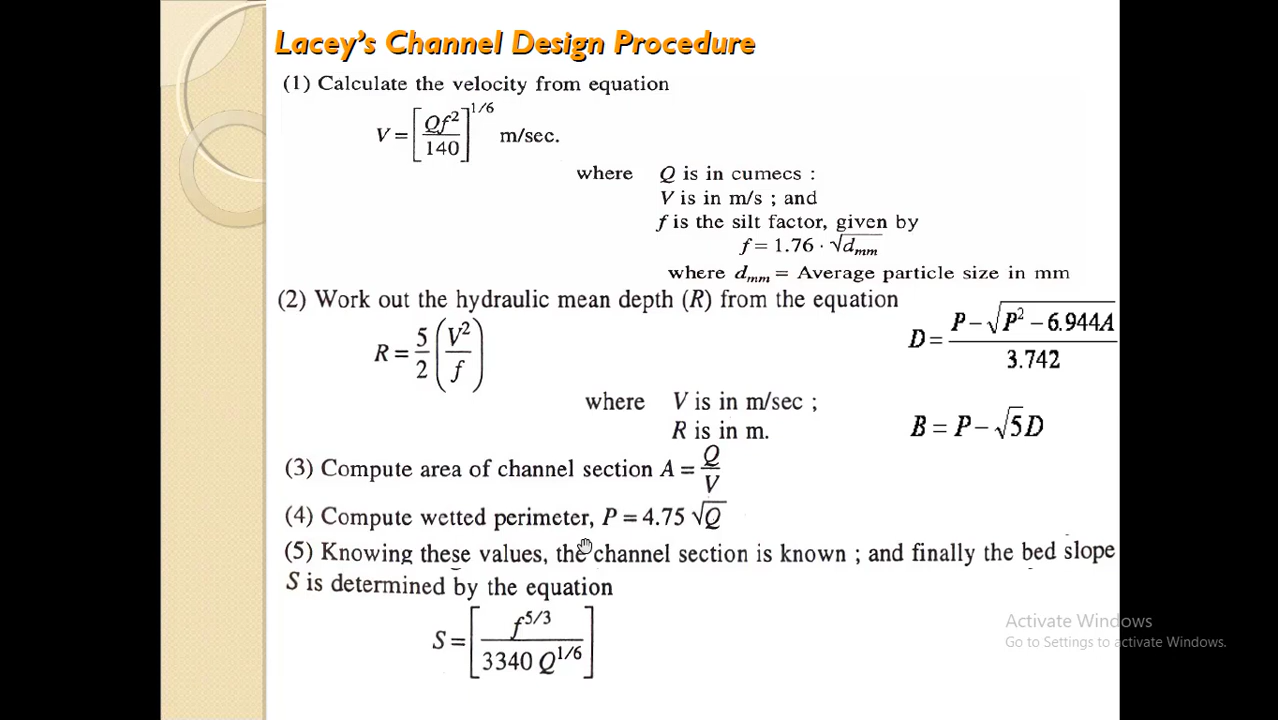 Lacey's Channel Design Procedure
(1) Calculate the velocity from equation
V = [Qf²/140]^1/6 m/sec.
where Q is in cumecs :
V is in m/s ; and
f is the silt factor, given by
f = 1.76 · √d_mm
where d_mm = Average particle size in mm
(2) Work out the hydraulic mean depth (R) from the equation
R = 5/2 (V²/f)
D = (P − √(P² − 6.944A))/3.742
where V is in m/sec ;
R is in m.
B = P − √5D
(3) Compute area of channel section A = Q/V
(4) Compute wetted perimeter, P = 4.75 √Q
(5) Knowing these values, the channel section is known ; and finally the bed slope
S is determined by the equation
S = [f^5/3 / 3340 Q^1/6]
Activate Windows
Go to Settings to activate Windows.